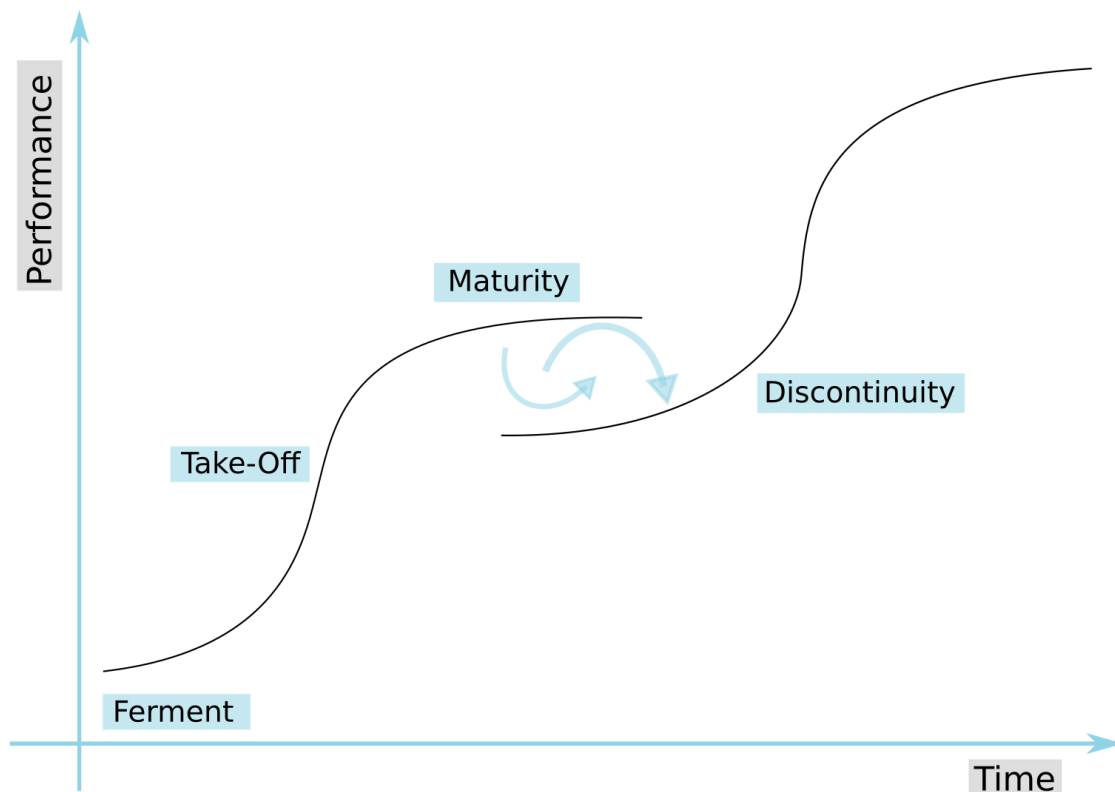 Performance
Maturity
Discontinuity
Take-Off
Ferment
Time